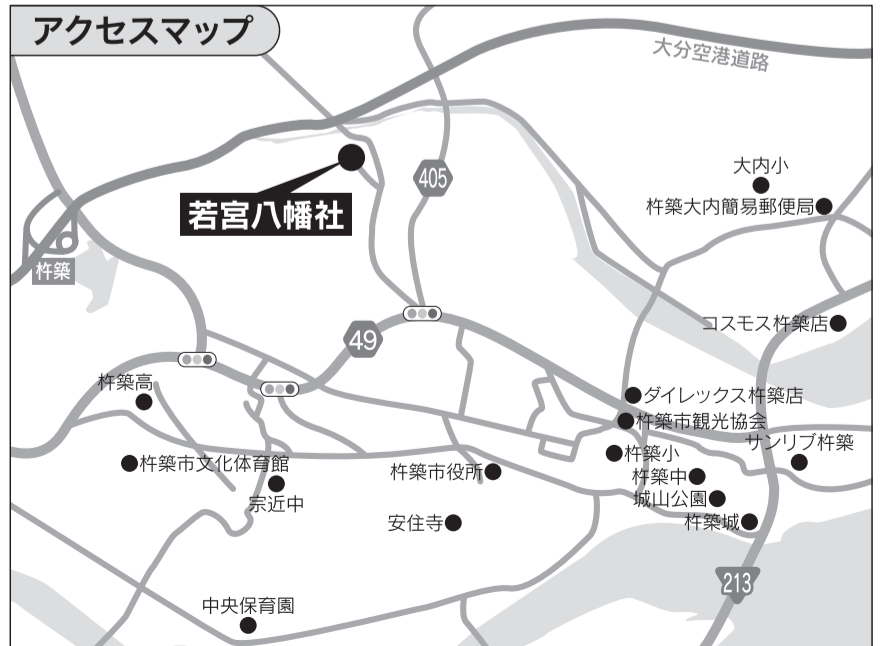 アクセスマップ
大分空港道路
大内小
杵築大内簡易郵便局
405
若宮八幡社
杵築
コスモス杵築店
49
杵築高
ダイレックス杵築店
杵築市観光協会
サンリブ杵築
杵築小
杵築市文化体育館
杵築市役所
杵築中
宗近中
城山公園
安住寺
杵築城
213
中央保育園